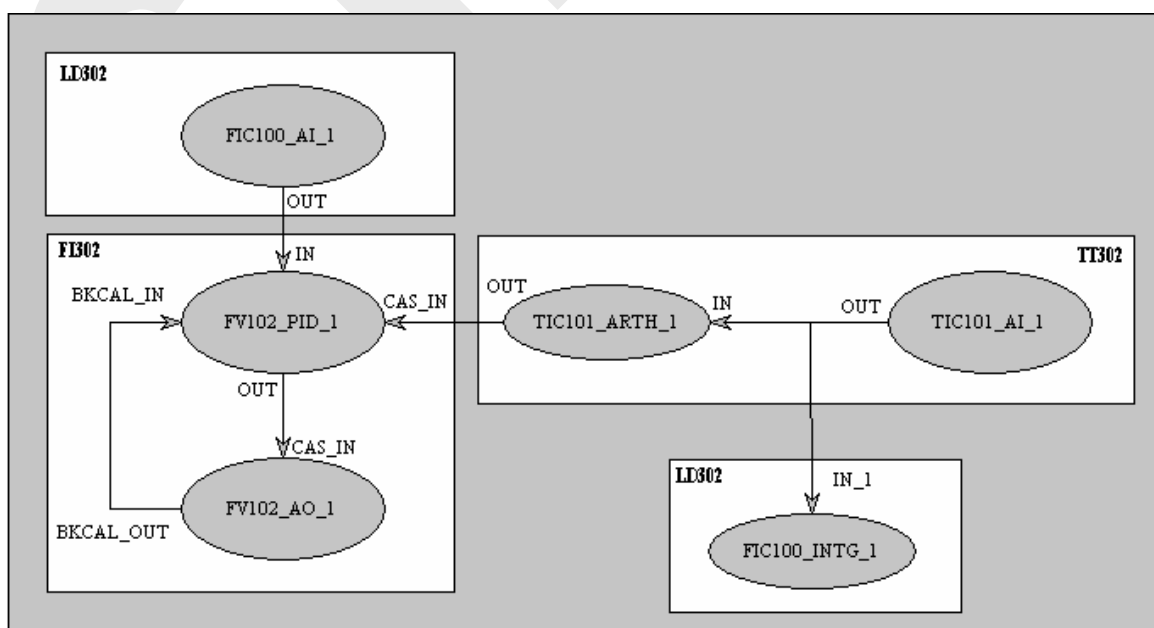 LD302
FIC100_AI_1
OUT
FI302
IN
BKCAL_IN
FV102_PID_1
CAS_IN
OUT
CAS_IN
FV102_AO_1
BKCAL_OUT
TT302
OUT
TIC101_ARTH_1
IN
OUT
TIC101_AI_1
LD302
IN_1
FIC100_INTG_1